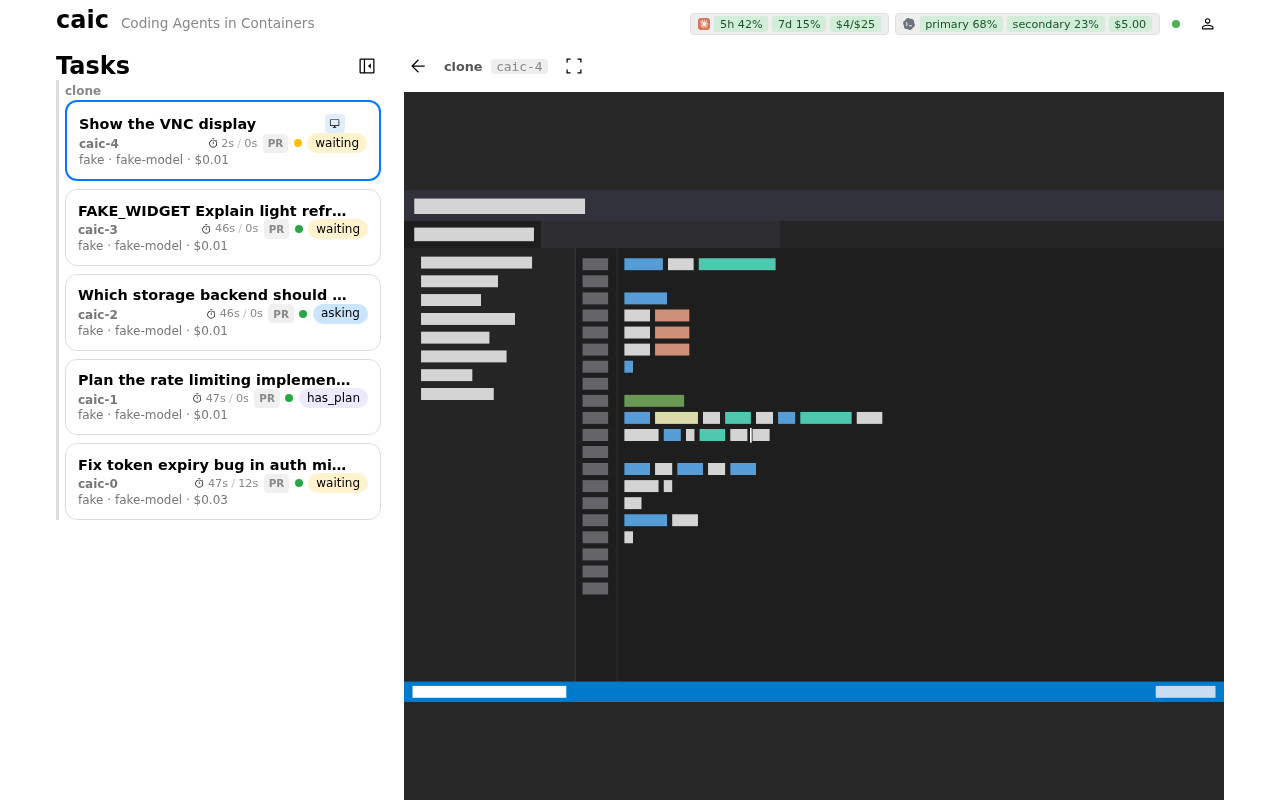 caic Coding Agents in Containers
5h 42% 7d 15% $4/$25 primary 68% secondary 23% $5.00
Tasks
clone caic-4
clone
Show the VNC display
caic-4 2s / 0s PR waiting
fake · fake-model · $0.01
FAKE_WIDGET Explain light refr…
caic-3 46s / 0s PR waiting
fake · fake-model · $0.01
Which storage backend should …
caic-2 46s / 0s PR asking
fake · fake-model · $0.01
Plan the rate limiting implemen…
caic-1 47s / 0s PR has_plan
fake · fake-model · $0.01
Fix token expiry bug in auth mi…
caic-0 47s / 12s PR waiting
fake · fake-model · $0.03